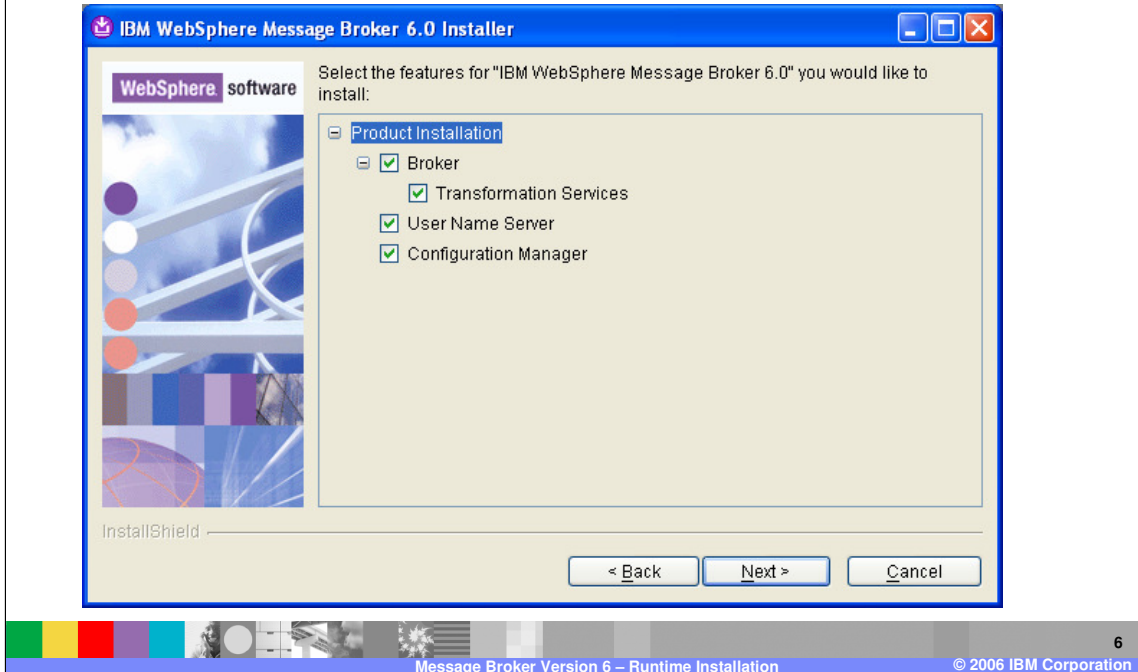 IBM WebSphere Message Broker 6.0 Installer
WebSphere. software
Select the features for "IBM WebSphere Message Broker 6.0" you would like to
install:
Product Installation
Broker
Transformation Services
User Name Server
Configuration Manager
InstallShield
< Back
Next >
Cancel
6
Message Broker Version 6 – Runtime Installation
© 2006 IBM Corporation